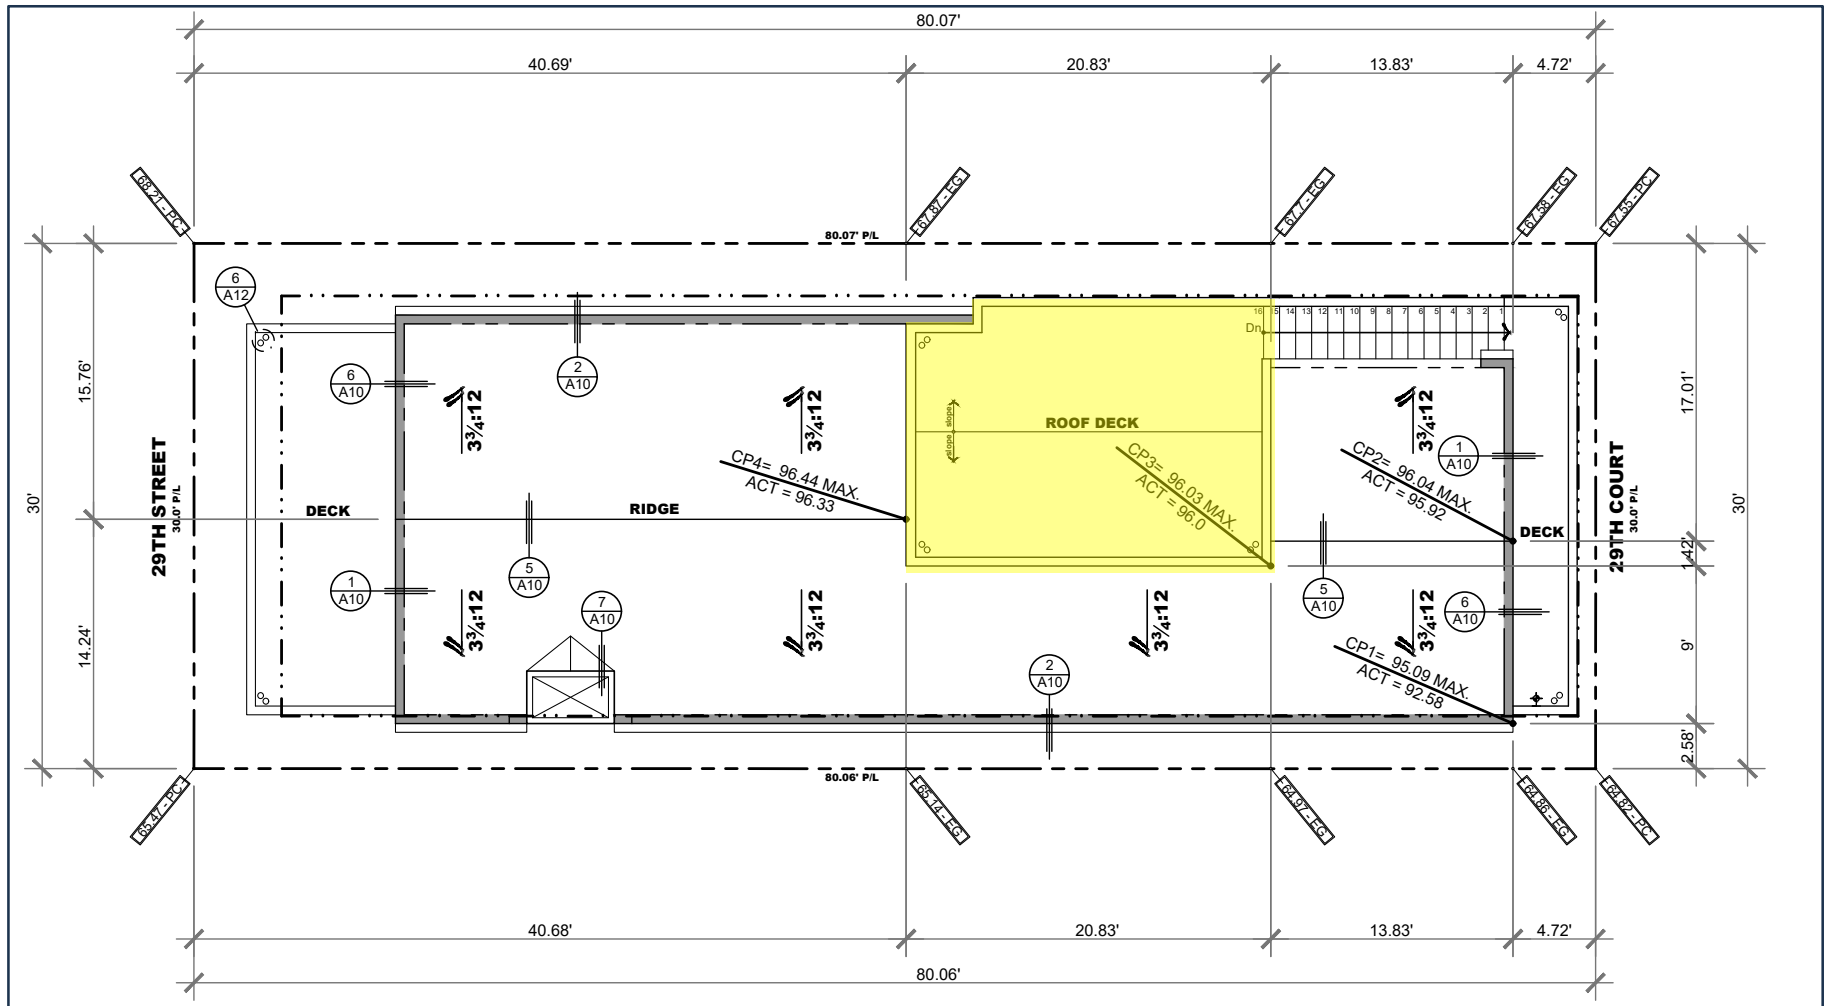 80.07'
40.69'
20.83'
13.83'
4.72'
68.21 - PC
67.87 - EG
67.7 - EG
67.58 - EG
67.55 - PC
80.07' P/L
6
A12
16 15 14 13 12 11 10 9 8 7 6 5 4 3 2 1
Dn
30'
15.76'
14.24'
29TH STREET
30.0' P/L
6
A10
2
A10
3¾:12
3¾:12
slope
slope
ROOF DECK
3¾:12
1
A10
17.01'
CP4= 96.44 MAX.
ACT = 96.33
CP3= 96.03 MAX.
ACT = 96.0
CP2= 96.04 MAX.
ACT = 95.92
DECK
RIDGE
DECK
29TH COURT
30.0' P/L
30'
1.42'
1
A10
5
A10
7
A10
5
A10
6
A10
3¾:12
3¾:12
3¾:12
3¾:12
9'
2
A10
CP1= 95.09 MAX.
ACT = 92.58
2.58'
80.06' P/L
65.47 - PC
65.14 - EG
64.97 - EG
64.86 - EG
64.82 - PC
40.68'
20.83'
13.83'
4.72'
80.06'